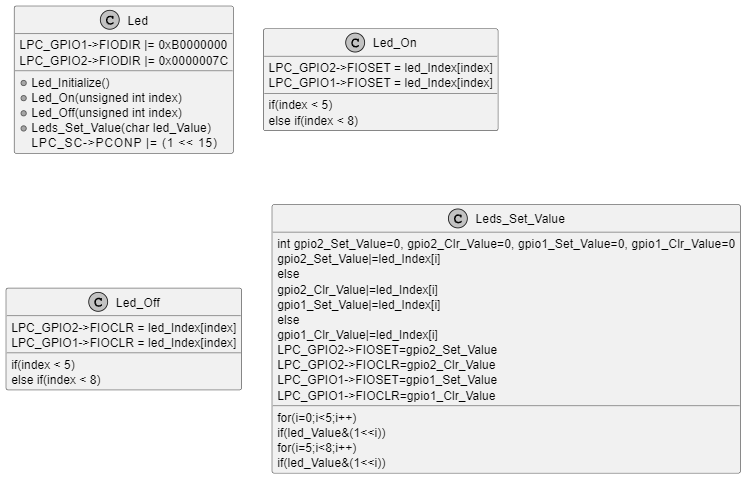 C Led
LPC_GPIO1->FIODIR |= 0xB0000000
LPC_GPIO2->FIODIR |= 0x0000007C
Led_Initialize()
Led_On(unsigned int index)
Led_Off(unsigned int index)
Leds_Set_Value(char led_Value)
LPC_SC->PCONP |= (1 << 15)
C Led_On
LPC_GPIO2->FIOSET = led_Index[index]
LPC_GPIO1->FIOSET = led_Index[index]
if(index < 5)
else if(index < 8)
C Led_Off
LPC_GPIO2->FIOCLR = led_Index[index]
LPC_GPIO1->FIOCLR = led_Index[index]
if(index < 5)
else if(index < 8)
C Leds_Set_Value
int gpio2_Set_Value=0, gpio2_Clr_Value=0, gpio1_Set_Value=0, gpio1_Clr_Value=0
gpio2_Set_Value|=led_Index[i]
else
gpio2_Clr_Value|=led_Index[i]
gpio1_Set_Value|=led_Index[i]
else
gpio1_Clr_Value|=led_Index[i]
LPC_GPIO2->FIOSET=gpio2_Set_Value
LPC_GPIO2->FIOCLR=gpio2_Clr_Value
LPC_GPIO1->FIOSET=gpio1_Set_Value
LPC_GPIO1->FIOCLR=gpio1_Clr_Value
for(i=0;i<5;i++)
if(led_Value&(1<<i))
for(i=5;i<8;i++)
if(led_Value&(1<<i))